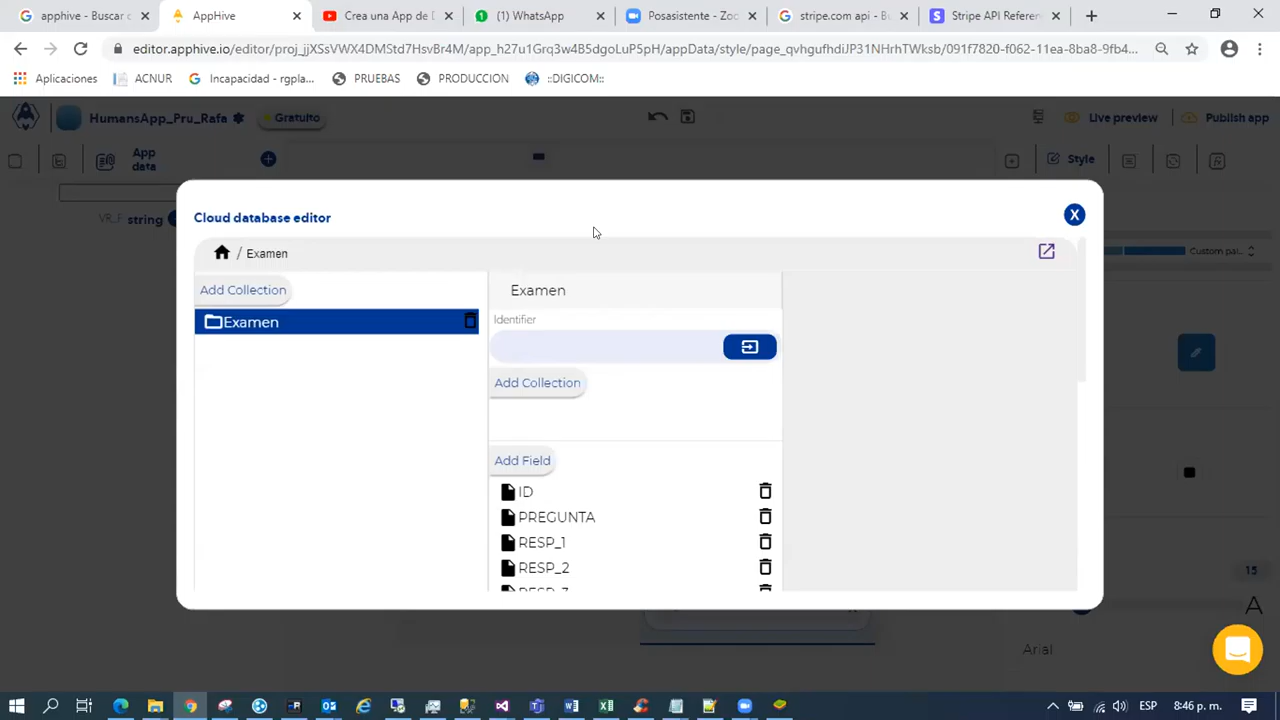 apphive - Buscar c
AppHive
Crea una App de D
(1) WhatsApp
Posasistente - Zoc
stripe.com api - Bu
Stripe API Referen
editor.apphive.io/editor/proj_jjXSsVWX4DMStd7HsvBr4M/app_h27u1Grq3w4B5dgoLuP5pH/appData/style/page_qvhgufhdiJP31NHrhTWksb/091f7820-f062-11ea-8ba8-9fb4...
Aplicaciones
ACNUR
Incapacidad - rgpla...
PRUEBAS
PRODUCCION
::DIGICOM::
HumansApp_Pru_Rafa
Gratuito
Live preview
Publish app
App data
Style
VR_F string
Custom pal...
Cloud database editor
X
/ Examen
Add Collection
Examen
Examen
Identifier
Add Collection
Add Field
ID
PREGUNTA
RESP_1
RESP_2
15
A
Arial
ESP
8:46 p. m.